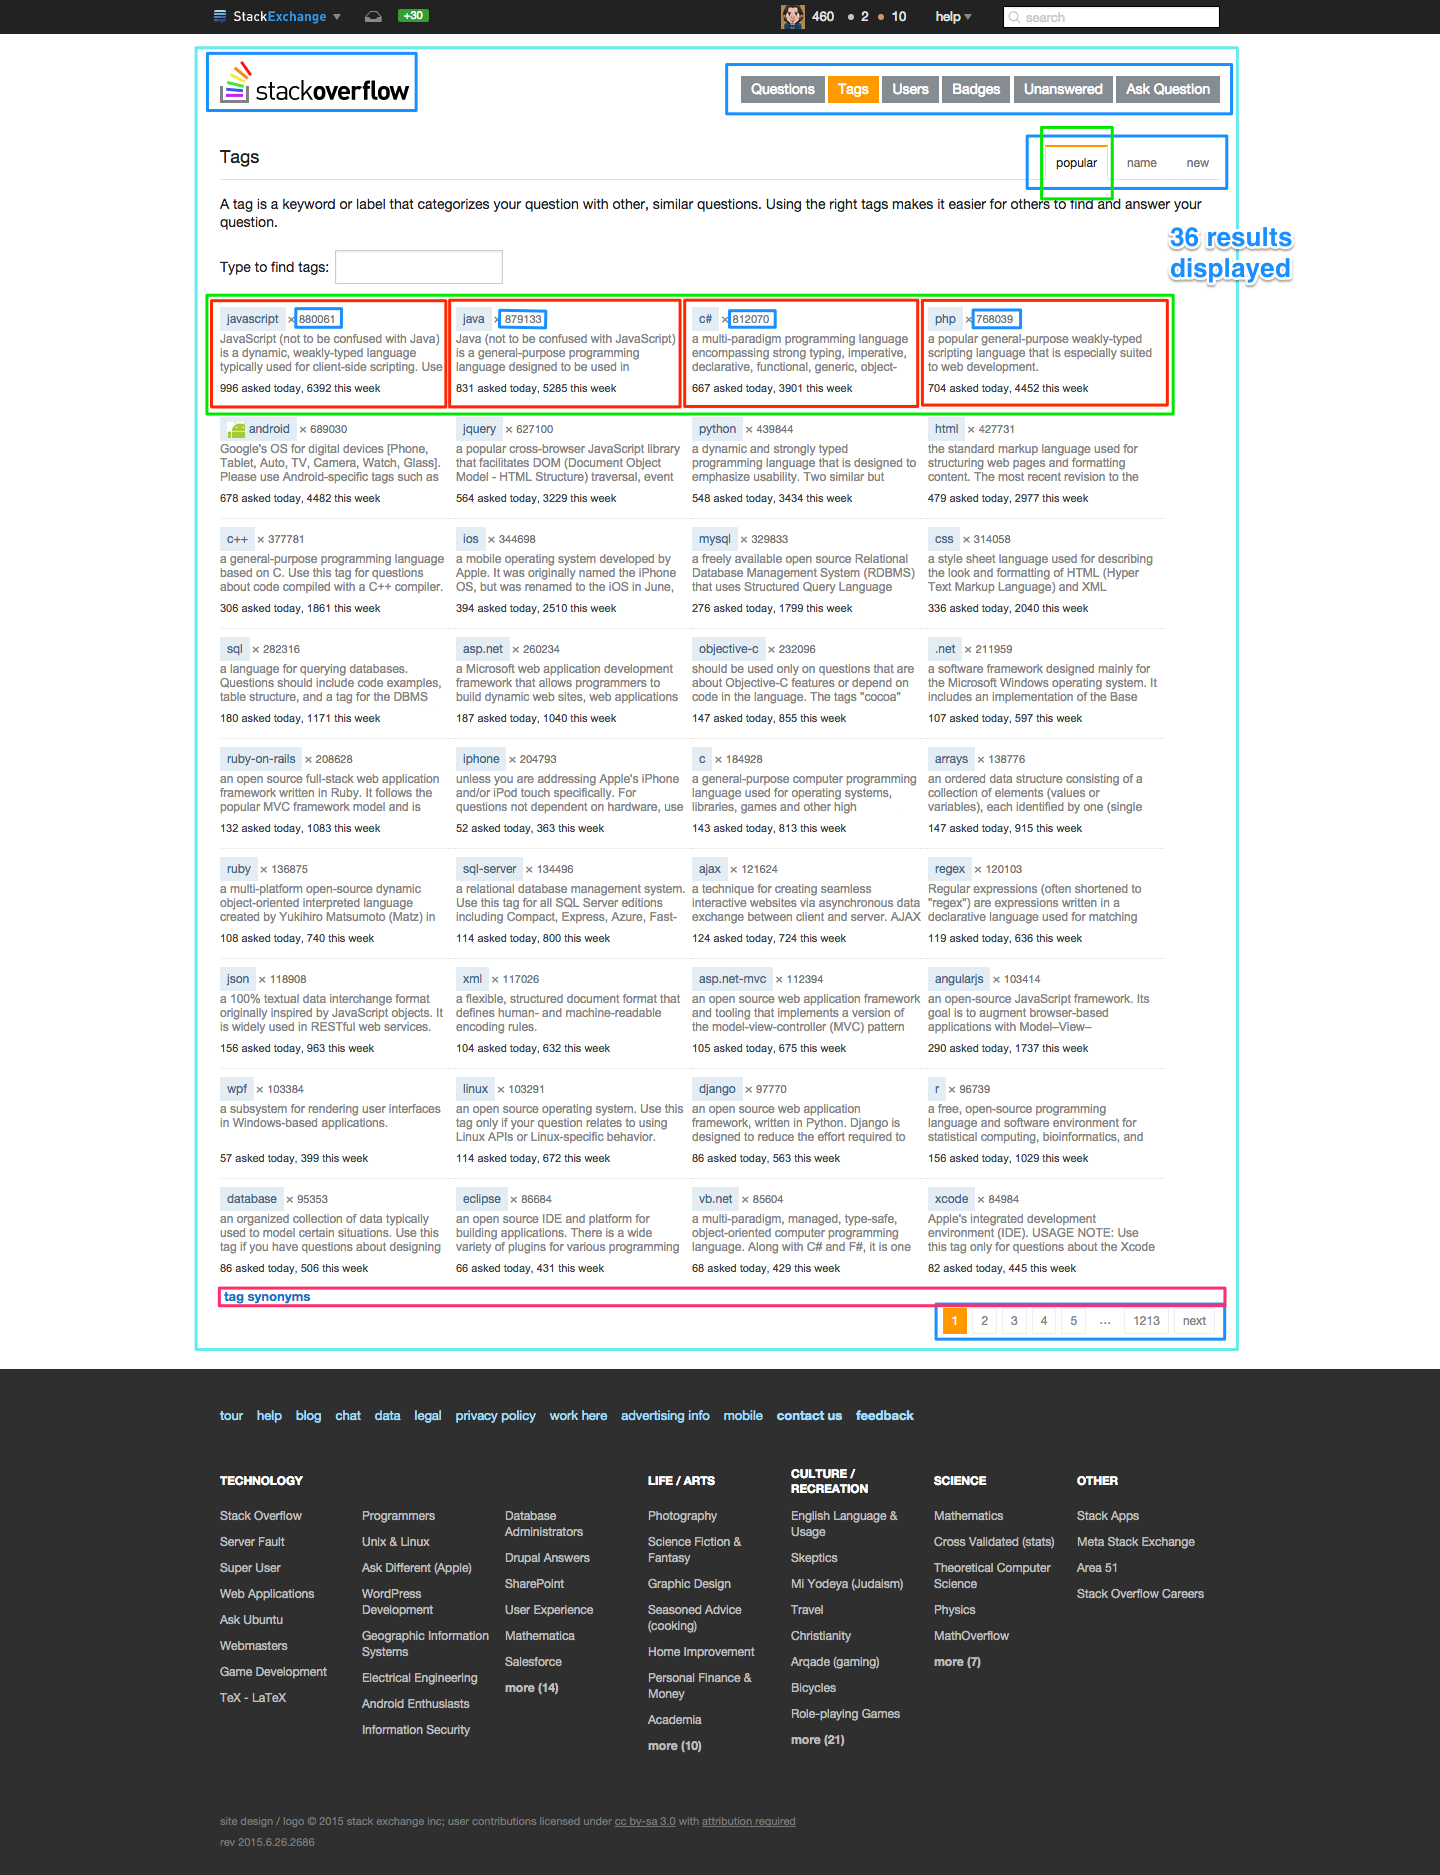 StackExchange +30 460 2 10 help search
stackoverflow
Questions Tags Users Badges Unanswered Ask Question
Tags popular name new
A tag is a keyword or label that categorizes your question with other, similar questions. Using the right tags makes it easier for others to find and answer your
question.
36 results
displayed
Type to find tags:
javascript × 880061
JavaScript (not to be confused with Java)
is a dynamic, weakly-typed language
typically used for client-side scripting. Use
996 asked today, 6392 this week
java × 879133
Java (not to be confused with JavaScript)
is a general-purpose programming
language designed to be used in
831 asked today, 5285 this week
c# × 812070
a multi-paradigm programming language
encompassing strong typing, imperative,
declarative, functional, generic, object-
667 asked today, 3901 this week
php × 768039
a popular general-purpose weakly-typed
scripting language that is especially suited
to web development.
704 asked today, 4452 this week
android × 689030
Google's OS for digital devices [Phone,
Tablet, Auto, TV, Camera, Watch, Glass].
Please use Android-specific tags such as
678 asked today, 4482 this week
jquery × 627100
a popular cross-browser JavaScript library
that facilitates DOM (Document Object
Model - HTML Structure) traversal, event
564 asked today, 3229 this week
python × 439844
a dynamic and strongly typed
programming language that is designed to
emphasize usability. Two similar but
548 asked today, 3434 this week
html × 427731
the standard markup language used for
structuring web pages and formatting
content. The most recent revision to the
479 asked today, 2977 this week
c++ × 377781
a general-purpose programming language
based on C. Use this tag for questions
about code compiled with a C++ compiler.
306 asked today, 1861 this week
ios × 344698
a mobile operating system developed by
Apple. It was originally named the iPhone
OS, but was renamed to the iOS in June,
394 asked today, 2510 this week
mysql × 329833
a freely available open source Relational
Database Management System (RDBMS)
that uses Structured Query Language
276 asked today, 1799 this week
css × 314058
a style sheet language used for describing
the look and formatting of HTML (Hyper
Text Markup Language) and XML
336 asked today, 2040 this week
sql × 282316
a language for querying databases.
Questions should include code examples,
table structure, and a tag for the DBMS
180 asked today, 1171 this week
asp.net × 260234
a Microsoft web application development
framework that allows programmers to
build dynamic web sites, web applications
187 asked today, 1040 this week
objective-c × 232096
should be used only on questions that are
about Objective-C features or depend on
code in the language. The tags "cocoa"
147 asked today, 855 this week
.net × 211959
a software framework designed mainly for
the Microsoft Windows operating system. It
includes an implementation of the Base
107 asked today, 597 this week
ruby-on-rails × 208628
an open source full-stack web application
framework written in Ruby. It follows the
popular MVC framework model and is
132 asked today, 1083 this week
iphone × 204793
unless you are addressing Apple's iPhone
and/or iPod touch specifically. For
questions not dependent on hardware, use
52 asked today, 363 this week
c × 184928
a general-purpose computer programming
language used for operating systems,
libraries, games and other high
143 asked today, 813 this week
arrays × 138776
an ordered data structure consisting of a
collection of elements (values or
variables), each identified by one (single
147 asked today, 915 this week
ruby × 136875
a multi-platform open-source dynamic
object-oriented interpreted language
created by Yukihiro Matsumoto (Matz) in
108 asked today, 740 this week
sql-server × 134496
a relational database management system.
Use this tag for all SQL Server editions
including Compact, Express, Azure, Fast-
114 asked today, 800 this week
ajax × 121624
a technique for creating seamless
interactive websites via asynchronous data
exchange between client and server. AJAX
124 asked today, 724 this week
regex × 120103
Regular expressions (often shortened to
"regex") are expressions written in a
declarative language used for matching
119 asked today, 636 this week
json × 118908
a 100% textual data interchange format
originally inspired by JavaScript objects. It
is widely used in RESTful web services.
156 asked today, 963 this week
xml × 117026
a flexible, structured document format that
defines human- and machine-readable
encoding rules.
104 asked today, 632 this week
asp.net-mvc × 112394
an open source web application framework
and tooling that implements a version of
the model-view-controller (MVC) pattern
105 asked today, 675 this week
angularjs × 103414
an open-source JavaScript framework. Its
goal is to augment browser-based
applications with Model–View–
290 asked today, 1737 this week
wpf × 103384
a subsystem for rendering user interfaces
in Windows-based applications.
57 asked today, 399 this week
linux × 103291
an open source operating system. Use this
tag only if your question relates to using
Linux APIs or Linux-specific behavior.
114 asked today, 672 this week
django × 97770
an open source web application
framework, written in Python. Django is
designed to reduce the effort required to
86 asked today, 563 this week
r × 96739
a free, open-source programming
language and software environment for
statistical computing, bioinformatics, and
156 asked today, 1029 this week
database × 95353
an organized collection of data typically
used to model certain situations. Use this
tag if you have questions about designing
86 asked today, 506 this week
eclipse × 86684
an open source IDE and platform for
building applications. There is a wide
variety of plugins for various programming
66 asked today, 431 this week
vb.net × 85604
a multi-paradigm, managed, type-safe,
object-oriented computer programming
language. Along with C# and F#, it is one
68 asked today, 429 this week
xcode × 84984
Apple's integrated development
environment (IDE). USAGE NOTE: Use
this tag only for questions about the Xcode
82 asked today, 445 this week
tag synonyms
1 2 3 4 5 … 1213 next
tour help blog chat data legal privacy policy work here advertising info mobile contact us feedback
TECHNOLOGY
Stack Overflow
Server Fault
Super User
Web Applications
Ask Ubuntu
Webmasters
Game Development
TeX - LaTeX
Programmers
Unix & Linux
Ask Different (Apple)
WordPress
Development
Geographic Information
Systems
Electrical Engineering
Android Enthusiasts
Information Security
Database
Administrators
Drupal Answers
SharePoint
User Experience
Mathematica
Salesforce
more (14)
LIFE / ARTS
Photography
Science Fiction &
Fantasy
Graphic Design
Seasoned Advice
(cooking)
Home Improvement
Personal Finance &
Money
Academia
more (10)
CULTURE /
RECREATION
English Language &
Usage
Skeptics
Mi Yodeya (Judaism)
Travel
Christianity
Arqade (gaming)
Bicycles
Role-playing Games
more (21)
SCIENCE
Mathematics
Cross Validated (stats)
Theoretical Computer
Science
Physics
MathOverflow
more (7)
OTHER
Stack Apps
Meta Stack Exchange
Area 51
Stack Overflow Careers
site design / logo © 2015 stack exchange inc; user contributions licensed under cc by-sa 3.0 with attribution required
rev 2015.6.26.2686